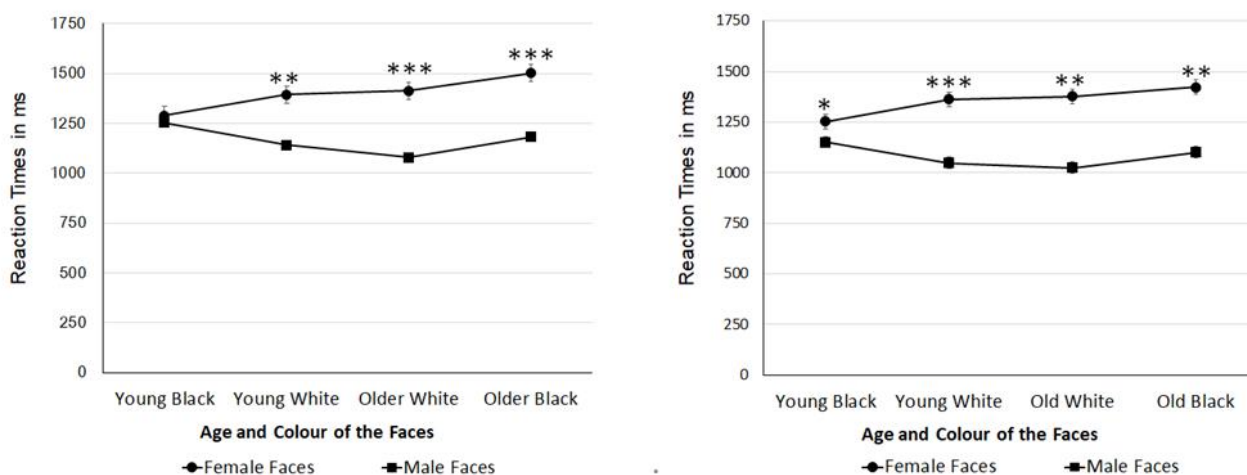 1750
1500
1250
1000
750
500
250
0
Reaction Times in ms
**
***
***
Young Black Young White Older White Older Black
Age and Colour of the Faces
Female Faces Male Faces
1750
1500
1250
1000
750
500
250
0
Reaction Times in ms
*
***
**
**
Young Black Young White Old White Old Black
Age and Colour of the Faces
Female Faces Male Faces